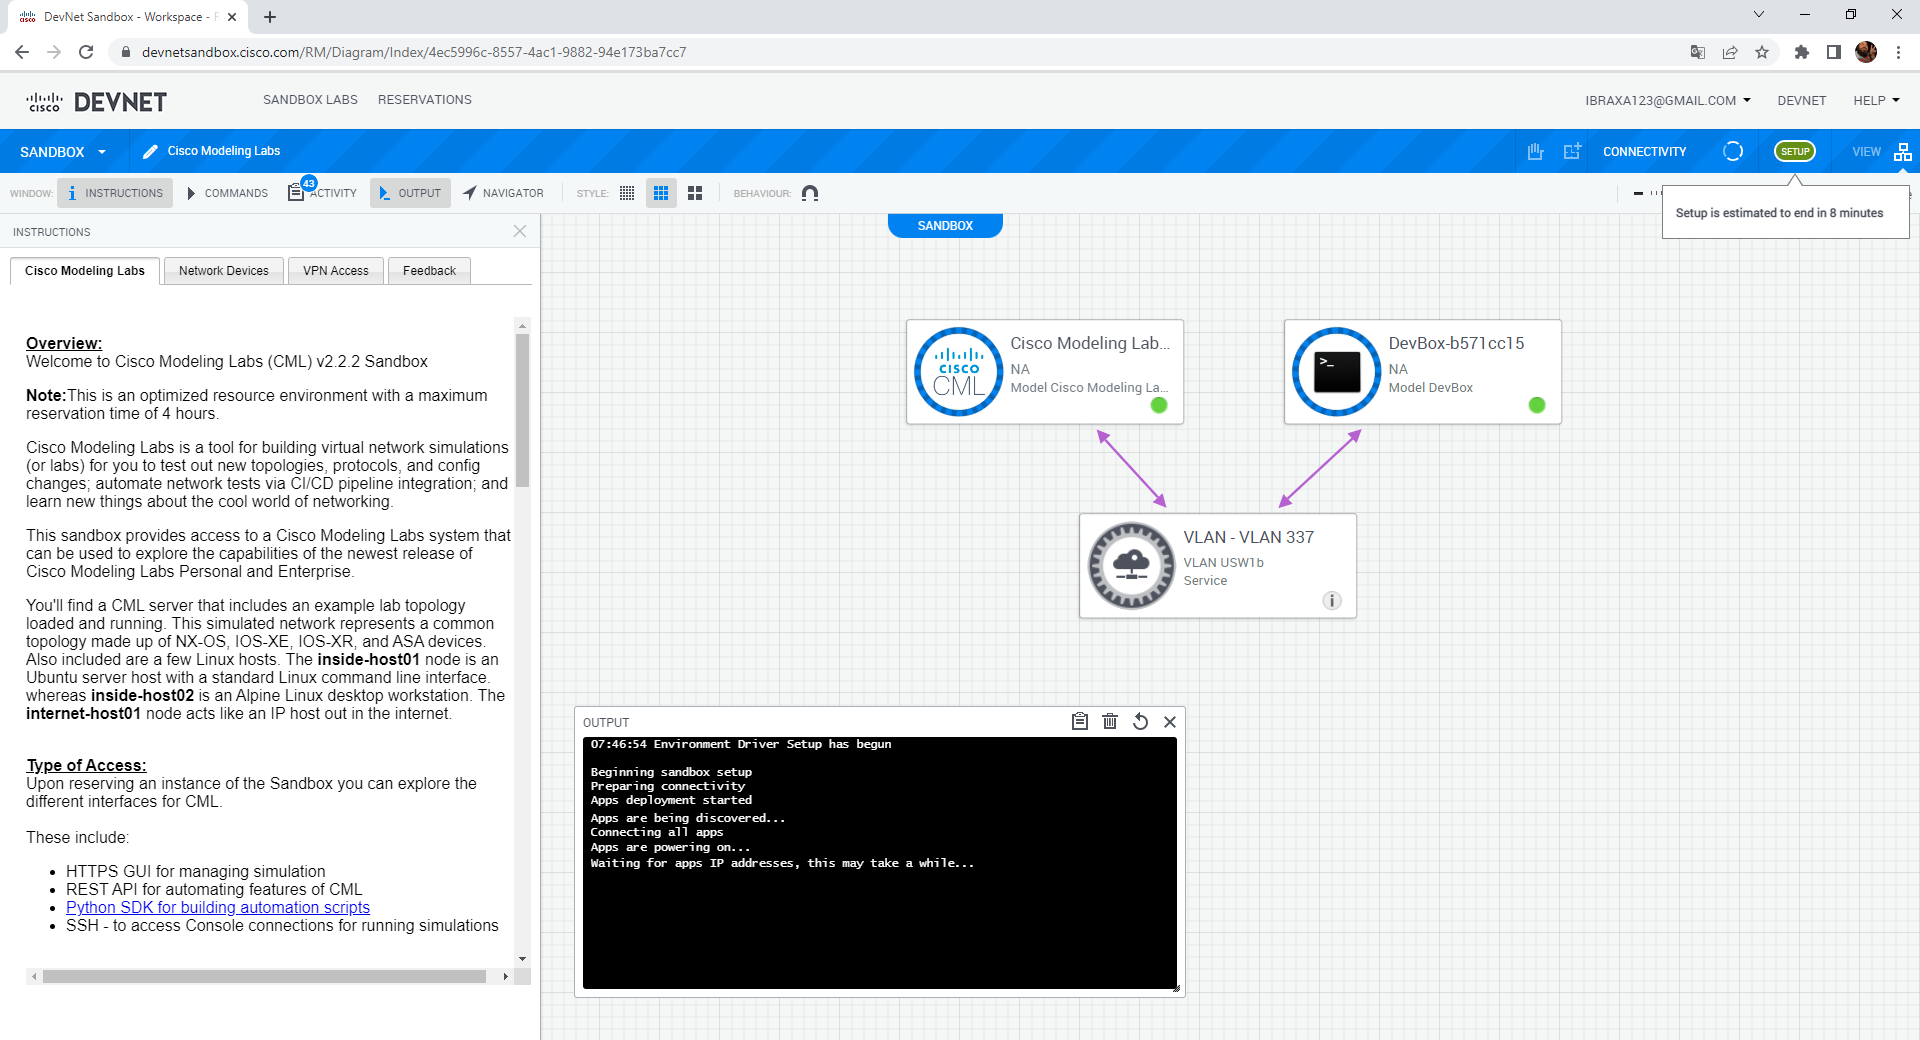 DevNet Sandbox - Workspace -
devnetsandbox.cisco.com/RM/Diagram/Index/4ec5996c-8557-4ac1-9882-94e173ba7cc7
CISCO DEVNET
SANDBOX LABS
RESERVATIONS
IBRAXA123@GMAIL.COM
DEVNET
HELP
SANDBOX
Cisco Modeling Labs
CONNECTIVITY
SETUP
VIEW
WINDOW:
INSTRUCTIONS
COMMANDS
43
ACTIVITY
OUTPUT
NAVIGATOR
STYLE:
BEHAVIOUR:
Setup is estimated to end in 8 minutes
INSTRUCTIONS
SANDBOX
Cisco Modeling Labs
Network Devices
VPN Access
Feedback
Overview:
Welcome to Cisco Modeling Labs (CML) v2.2.2 Sandbox
Note:This is an optimized resource environment with a maximum
reservation time of 4 hours.
Cisco Modeling Labs is a tool for building virtual network simulations
(or labs) for you to test out new topologies, protocols, and config
changes; automate network tests via CI/CD pipeline integration; and
learn new things about the cool world of networking.
This sandbox provides access to a Cisco Modeling Labs system that
can be used to explore the capabilities of the newest release of
Cisco Modeling Labs Personal and Enterprise.
You'll find a CML server that includes an example lab topology
loaded and running. This simulated network represents a common
topology made up of NX-OS, IOS-XE, IOS-XR, and ASA devices.
Also included are a few Linux hosts. The inside-host01 node is an
Ubuntu server host with a standard Linux command line interface.
whereas inside-host02 is an Alpine Linux desktop workstation. The
internet-host01 node acts like an IP host out in the internet.
Type of Access:
Upon reserving an instance of the Sandbox you can explore the
different interfaces for CML.
These include:
• HTTPS GUI for managing simulation
• REST API for automating features of CML
• Python SDK for building automation scripts
• SSH - to access Console connections for running simulations
CISCO
CML
Cisco Modeling Lab...
NA
Model Cisco Modeling La...
>_
DevBox-b571cc15
NA
Model DevBox
VLAN - VLAN 337
VLAN USW1b
Service
OUTPUT
07:46:54 Environment Driver Setup has begun
Beginning sandbox setup
Preparing connectivity
Apps deployment started
Apps are being discovered...
Connecting all apps
Apps are powering on...
Waiting for apps IP addresses, this may take a while...